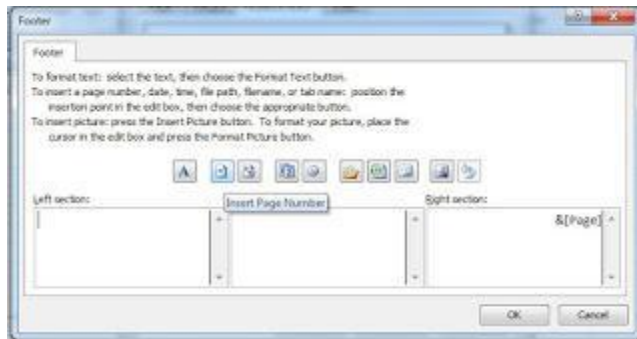 Footer
Footer
To format text: select the text, then choose the Format Text button.
To insert a page number, date, time, file path, filename, or tab name: position the
insertion point in the edit box, then choose the appropriate button.
To insert picture: press the Insert Picture button. To format your picture, place the
cursor in the edit box and press the Format Picture button.
A
Left section:
Insert Page Number
Right section:
&[Page]
OK
Cancel